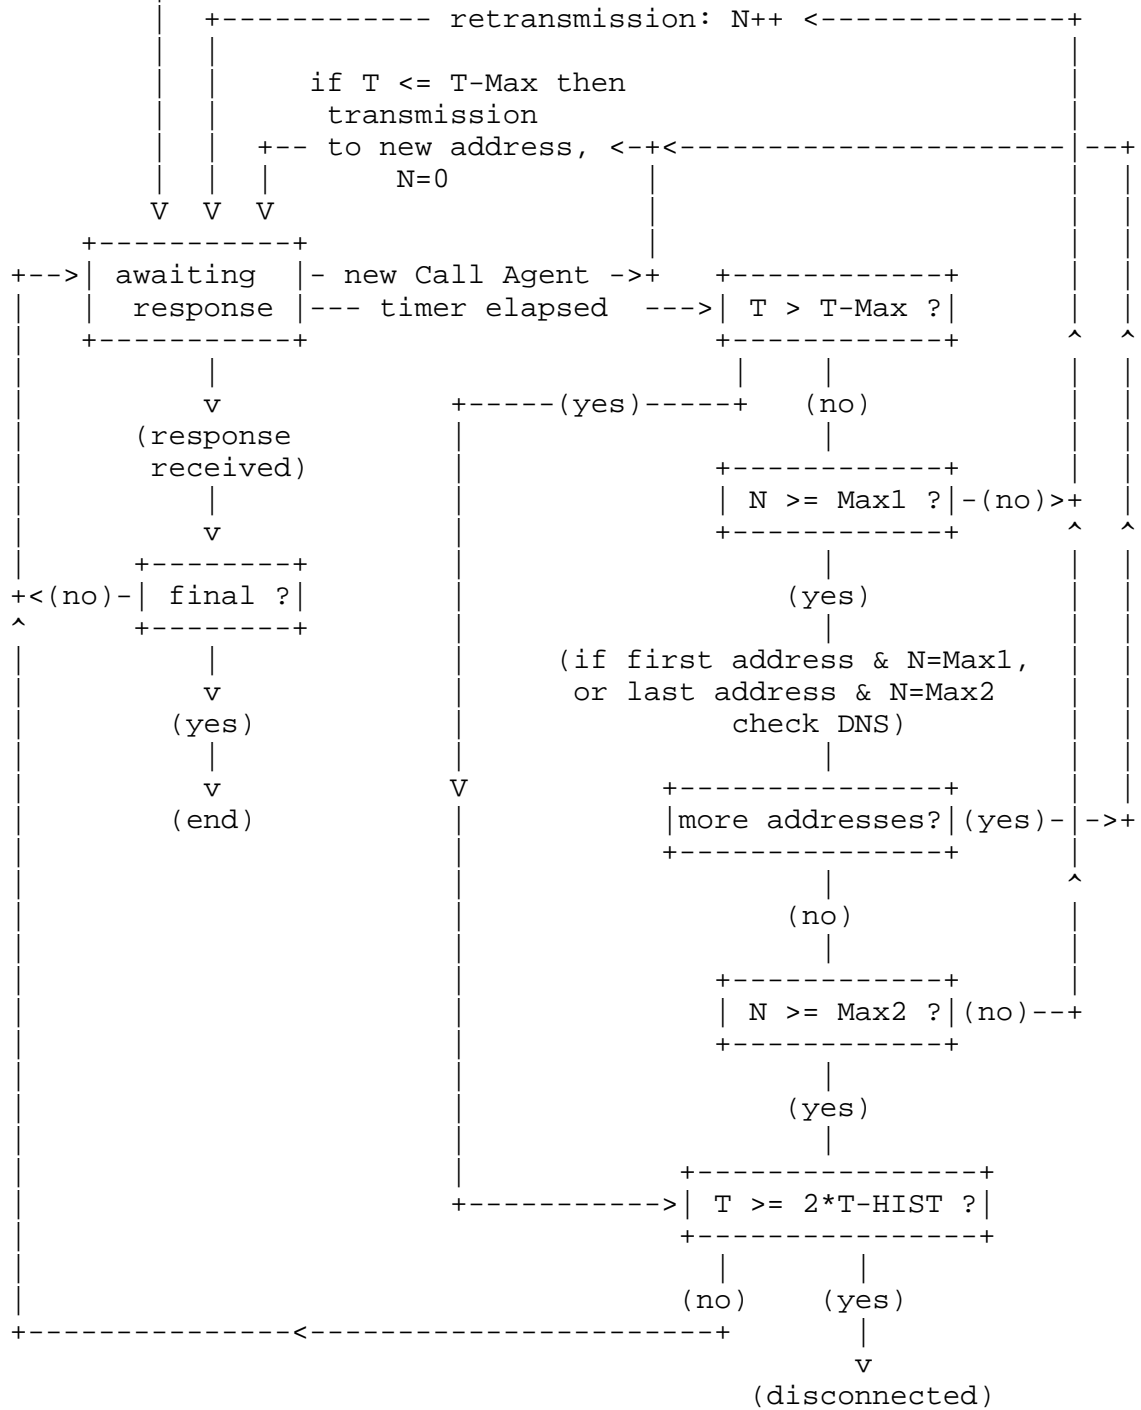 retransmission: N++
if T <= T-Max then
transmission
to new address,
N=0
awaiting
- new Call Agent ->+
response
--- timer elapsed --->
T > T-Max ?
(yes)
(no)
(response
received)
N >= Max1 ?
(no)
final ?
(no)
(yes)
(if first address & N=Max1,
or last address & N=Max2
check DNS)
(yes)
(end)
more addresses?
(yes)
(no)
N >= Max2 ?
(no)
(yes)
T >= 2*T-HIST ?
(no)
(yes)
(disconnected)